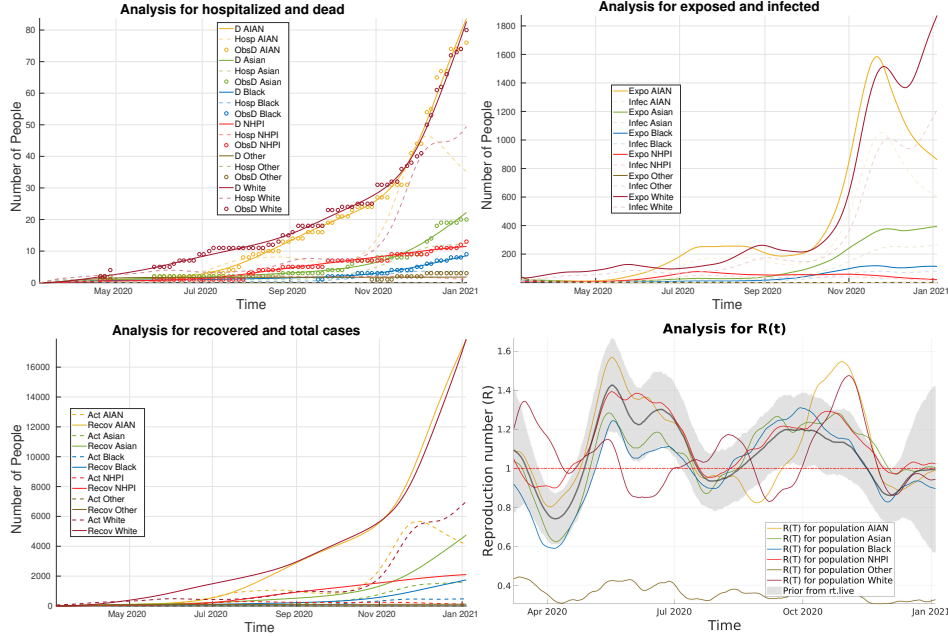 Analysis for hospitalized and dead
Number of People
80
70
60
50
40
30
20
10
0
D AIAN
Hosp AIAN
ObsD AIAN
D Asian
Hosp Asian
ObsD Asian
D Black
Hosp Black
ObsD Black
D NHPI
Hosp NHPI
ObsD NHPI
D Other
Hosp Other
ObsD Other
D White
Hosp White
ObsD White
May 2020
Jul 2020
Sep 2020
Nov 2020
Jan 2021
Time
Analysis for exposed and infected
Number of People
1800
1600
1400
1200
1000
800
600
400
200
Expo AIAN
Infec AIAN
Expo Asian
Infec Asian
Expo Black
Infec Black
Expo NHPI
Infec NHPI
Expo Other
Infec Other
Expo White
Infec White
May 2020
Jul 2020
Sep 2020
Nov 2020
Jan 2021
Time
Analysis for recovered and total cases
Number of People
16000
14000
12000
10000
8000
6000
4000
2000
0
Act AIAN
Recov AIAN
Act Asian
Recov Asian
Act Black
Recov Black
Act NHPI
Recov NHPI
Act Other
Recov Other
Act White
Recov White
May 2020
Jul 2020
Sep 2020
Nov 2020
Jan 2021
Time
Analysis for R(t)
Reproduction number (R)
1.6
1.4
1.2
1.0
0.8
0.6
0.4
R(T) for population AIAN
R(T) for population Asian
R(T) for population Black
R(T) for population NHPI
R(T) for population Other
R(T) for population White
Prior from rt.live
Apr 2020
Jul 2020
Oct 2020
Jan 2021
Time